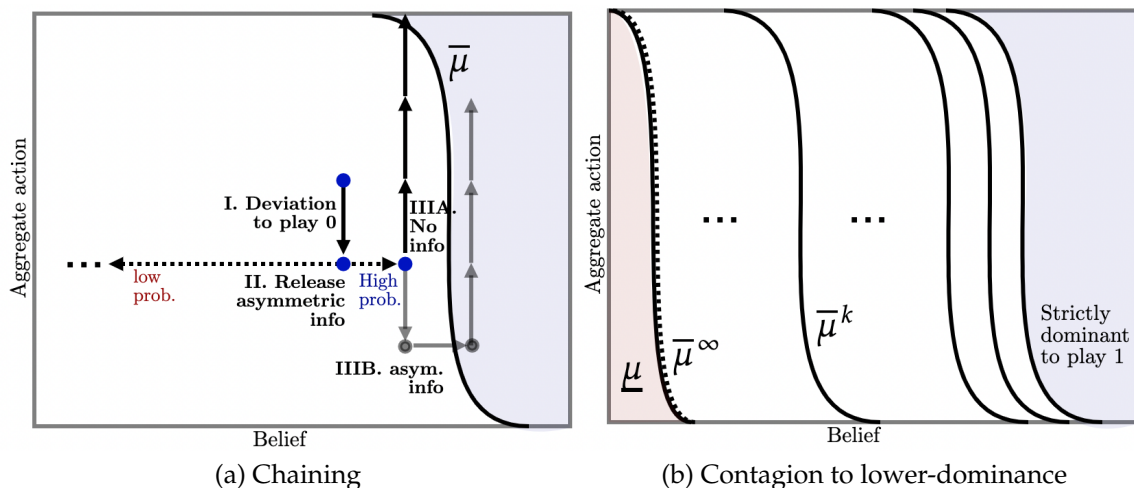 Aggregate action
μ̅
I. Deviation
to play 0
IIIA.
No
info
low
prob.
II. Release
asymmetric
info
High
prob.
IIIB. asym.
info
Belief
(a) Chaining
Aggregate action
...
...
μ̲
μ̅^∞
μ̅^k
Strictly
dominant
to play 1
Belief
(b) Contagion to lower-dominance